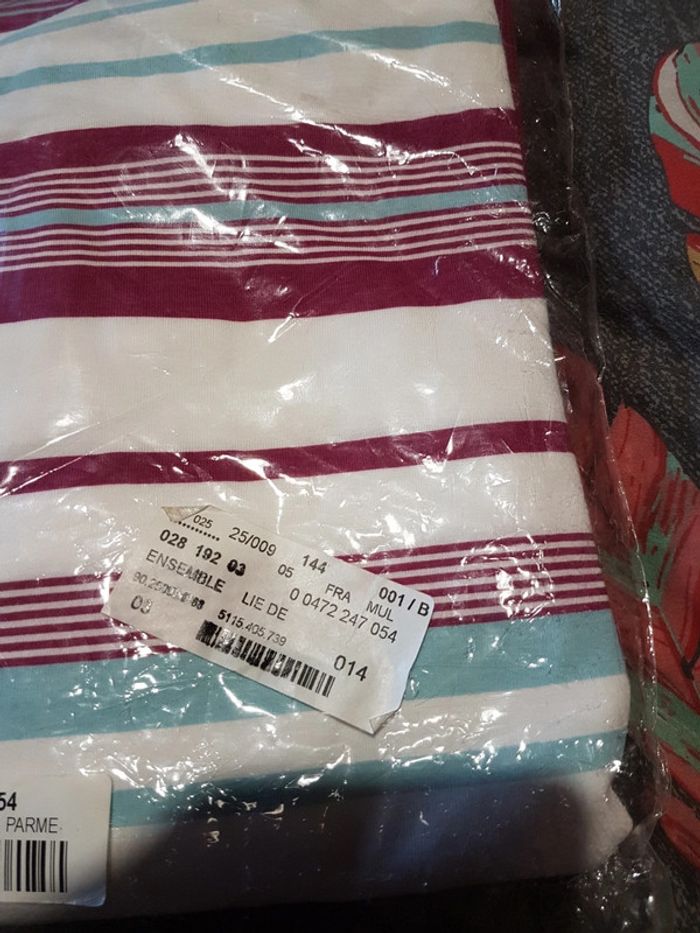 025 25/009 144 001 / B
028 192 03 05 FRA MUL
ENSEMBLE LIE DE 0 0472 247 054
03 5115.405.739 014
54
PARME